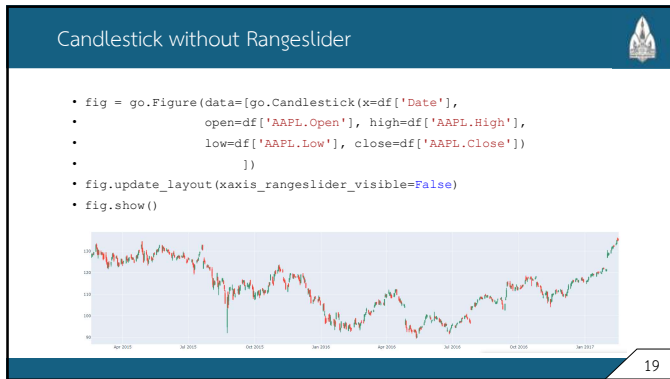 Candlestick without Rangeslider
• fig = go.Figure(data=[go.Candlestick(x=df['Date'],
• open=df['AAPL.Open'], high=df['AAPL.High'],
• low=df['AAPL.Low'], close=df['AAPL.Close'])
• ])
• fig.update_layout(xaxis_rangeslider_visible=False)
• fig.show()
130
120
110
100
90
Apr 2015 Jul 2015 Oct 2015 Jan 2016 Apr 2016 Jul 2016 Oct 2016 Jan 2017
19